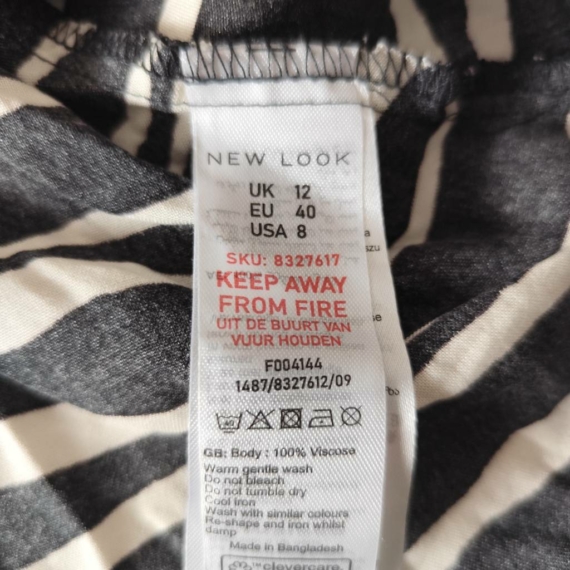 NEW LOOK
UK 12
EU 40
USA 8
SKU: 8327617
KEEP AWAY
FROM FIRE
UIT DE BUURT VAN
VUUR HOUDEN
F004144
1487/8327612/09
GB: Body : 100% Viscose
Warm gentle wash
Do not bleach
Do not tumble dry
Cool iron
Wash with similar colours
Re-shape and iron whilst
damp
Made in Bangladesh
clevercare